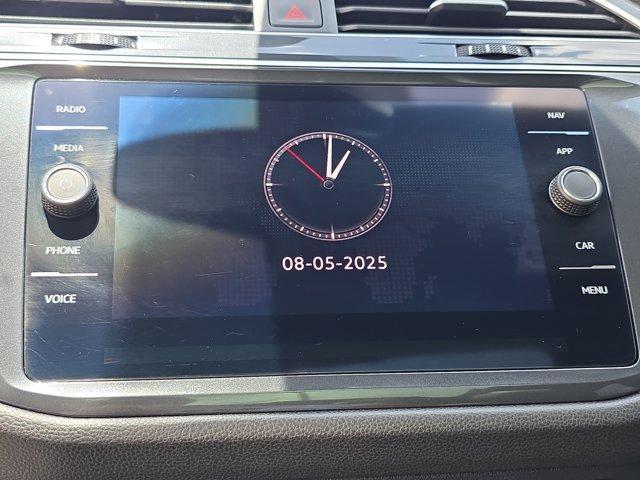 RADIO
MEDIA
PHONE
VOICE
08-05-2025
NAV
APP
CAR
MENU